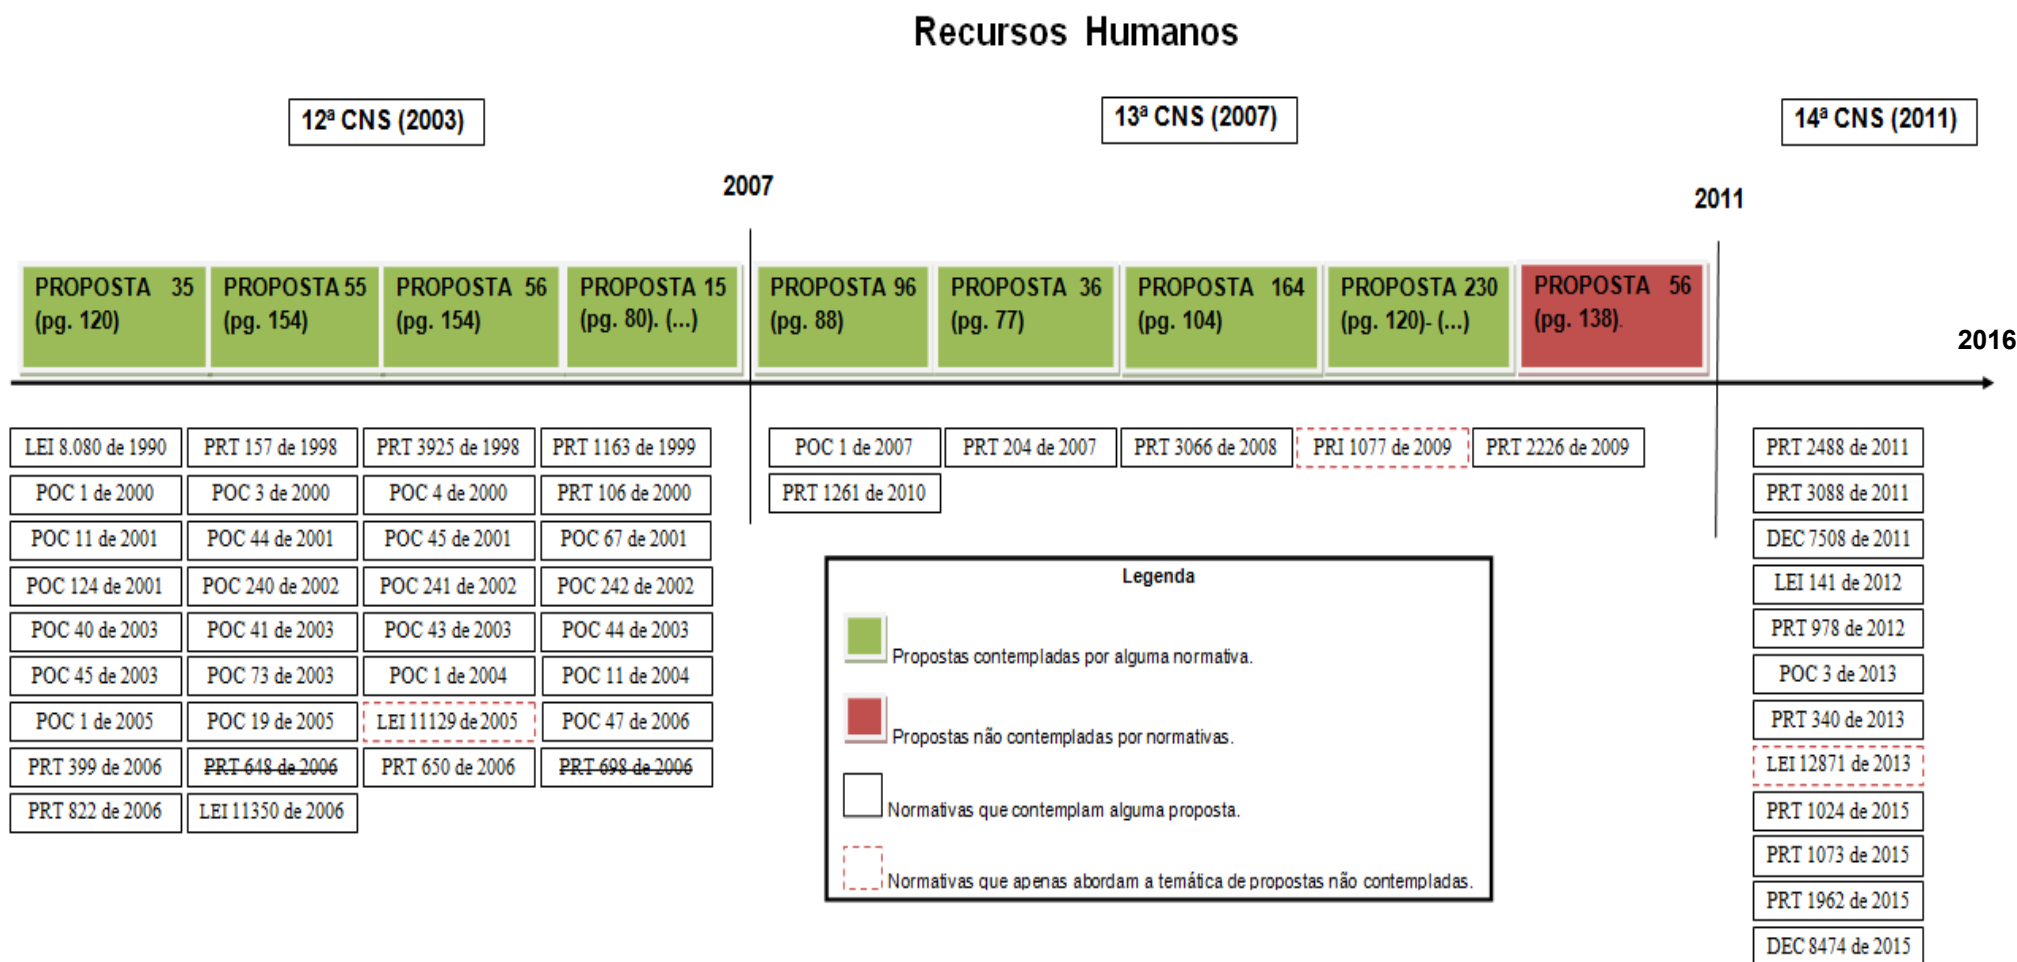 Recursos Humanos
12ª CNS (2003)
13ª CNS (2007)
14ª CNS (2011)
2007
2011
PROPOSTA 35
(pg. 120)
PROPOSTA 55
(pg. 154)
PROPOSTA 56
(pg. 154)
PROPOSTA 15
(pg. 80). (...)
PROPOSTA 96
(pg. 88)
PROPOSTA 36
(pg. 77)
PROPOSTA 164
(pg. 104)
PROPOSTA 230
(pg. 120)- (...)
PROPOSTA 56
(pg. 138).
2016
LEI 8.080 de 1990
PRT 157 de 1998
PRT 3925 de 1998
PRT 1163 de 1999
POC 1 de 2000
POC 3 de 2000
POC 4 de 2000
PRT 106 de 2000
POC 11 de 2001
POC 44 de 2001
POC 45 de 2001
POC 67 de 2001
POC 124 de 2001
POC 240 de 2002
POC 241 de 2002
POC 242 de 2002
POC 40 de 2003
POC 41 de 2003
POC 43 de 2003
POC 44 de 2003
POC 45 de 2003
POC 73 de 2003
POC 1 de 2004
POC 11 de 2004
POC 1 de 2005
POC 19 de 2005
LEI 11129 de 2005
POC 47 de 2006
PRT 399 de 2006
PRT 648 de 2006
PRT 650 de 2006
PRT 698 de 2006
PRT 822 de 2006
LEI 11350 de 2006
POC 1 de 2007
PRT 204 de 2007
PRT 3066 de 2008
PRI 1077 de 2009
PRT 2226 de 2009
PRT 1261 de 2010
Legenda
Propostas contempladas por alguma normativa.
Propostas não contempladas por normativas.
Normativas que contemplam alguma proposta.
Normativas que apenas abordam a temática de propostas não contempladas.
PRT 2488 de 2011
PRT 3088 de 2011
DEC 7508 de 2011
LEI 141 de 2012
PRT 978 de 2012
POC 3 de 2013
PRT 340 de 2013
LEI 12871 de 2013
PRT 1024 de 2015
PRT 1073 de 2015
PRT 1962 de 2015
DEC 8474 de 2015